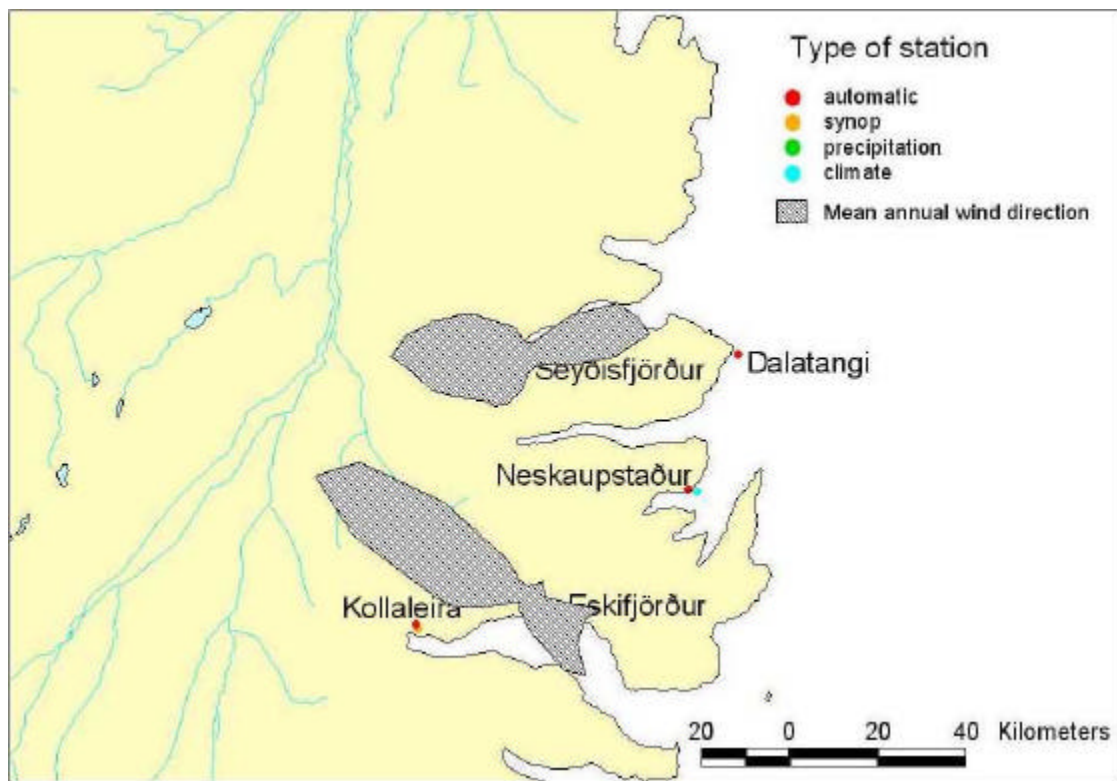 Type of station
automatic
synop
precipitation
climate
Mean annual wind direction
Seyðisfjörður
Dalatangi
Neskaupstaður
Kollaleira
Eskifjörður
20 0 20 40 Kilometers